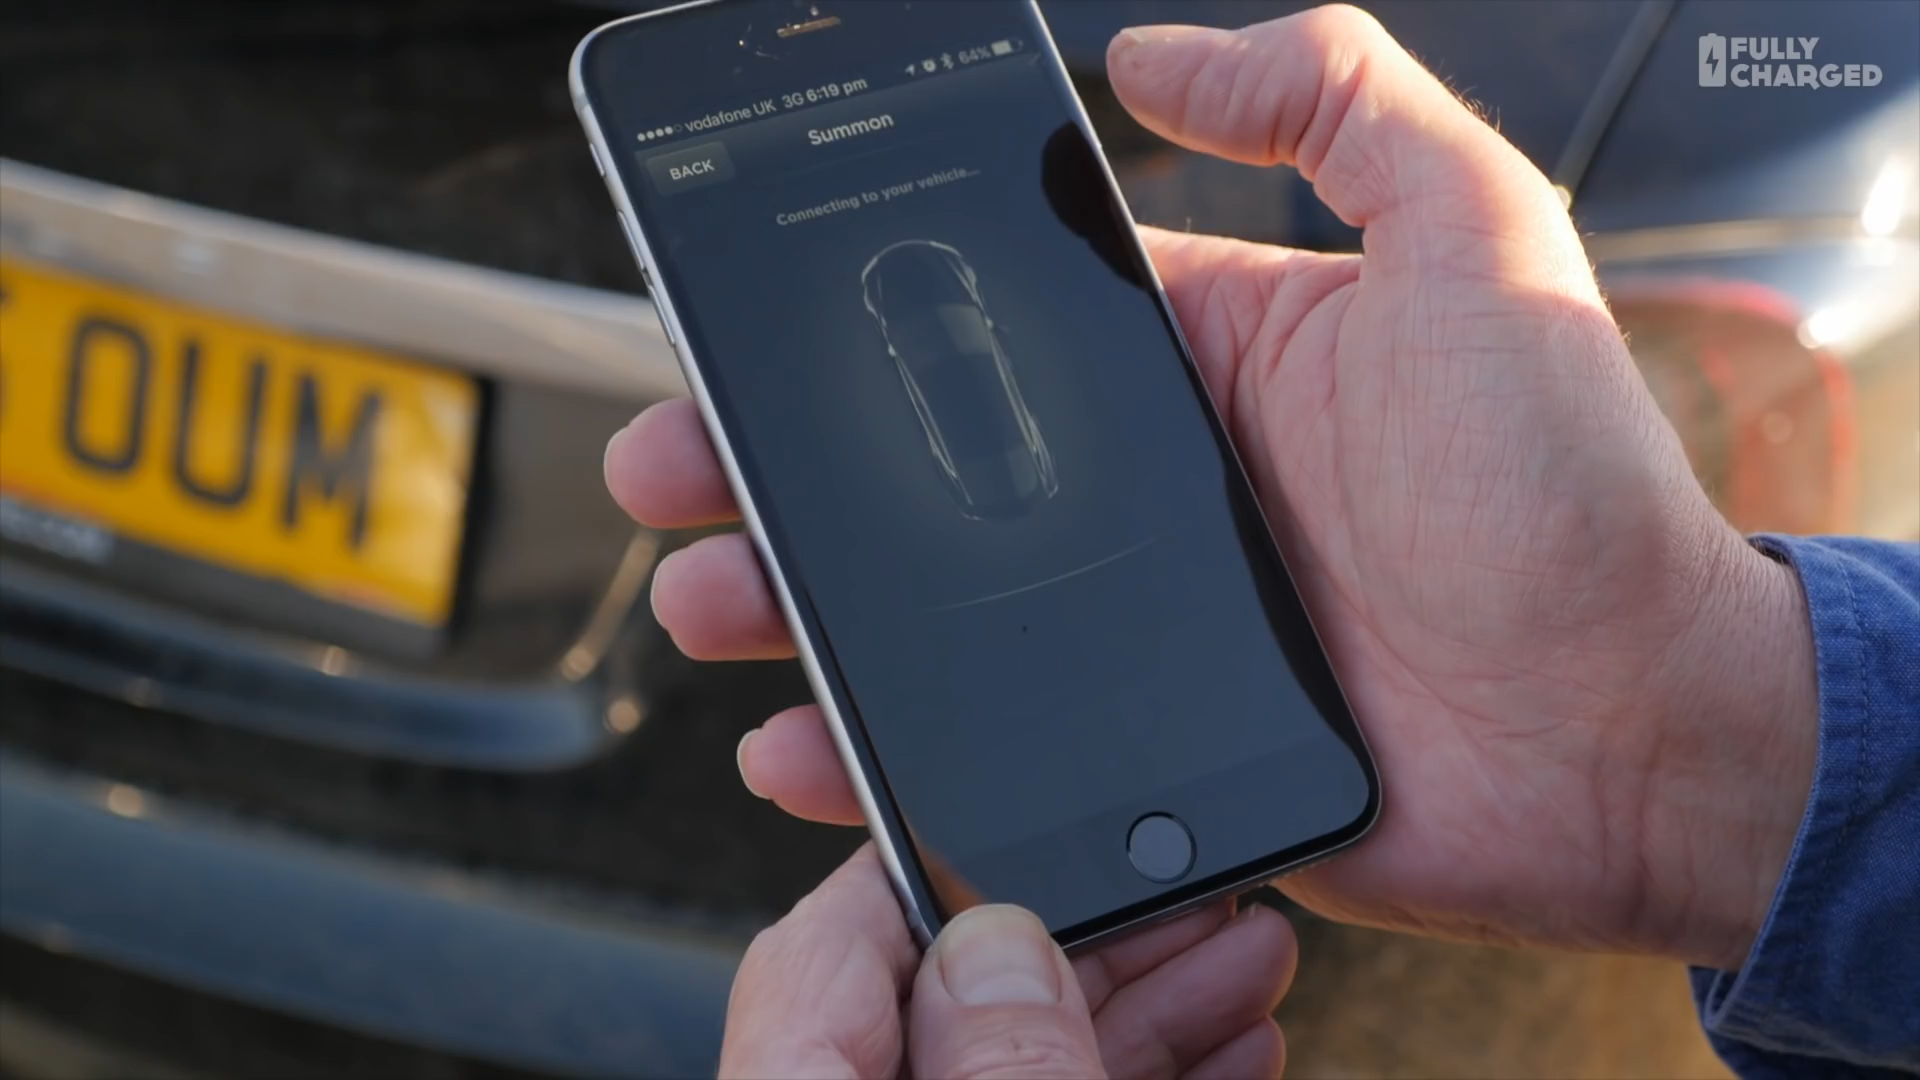 vodafone UK 3G 6:19 pm 64%
Summon
BACK
Connecting to your vehicle...
OUM
FULLY
CHARGED